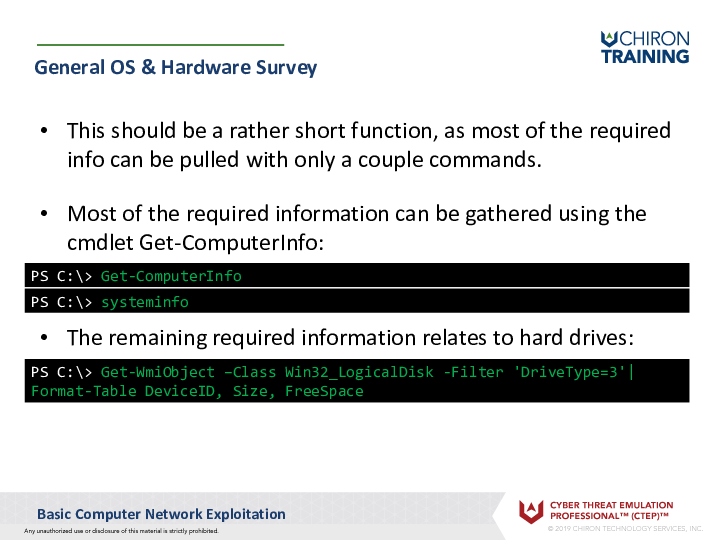 CHIRON
TRAINING
General OS & Hardware Survey
• This should be a rather short function, as most of the required
info can be pulled with only a couple commands.
• Most of the required information can be gathered using the
cmdlet Get-ComputerInfo:
PS C:\> Get-ComputerInfo
PS C:\> systeminfo
• The remaining required information relates to hard drives:
PS C:\> Get-WmiObject –Class Win32_LogicalDisk -Filter 'DriveType=3'|
Format-Table DeviceID, Size, FreeSpace
Basic Computer Network Exploitation
Any unauthorized use or disclosure of this material is strictly prohibited.
CYBER THREAT EMULATION
PROFESSIONAL™ (CTEP)™
© 2019 CHIRON TECHNOLOGY SERVICES, INC.